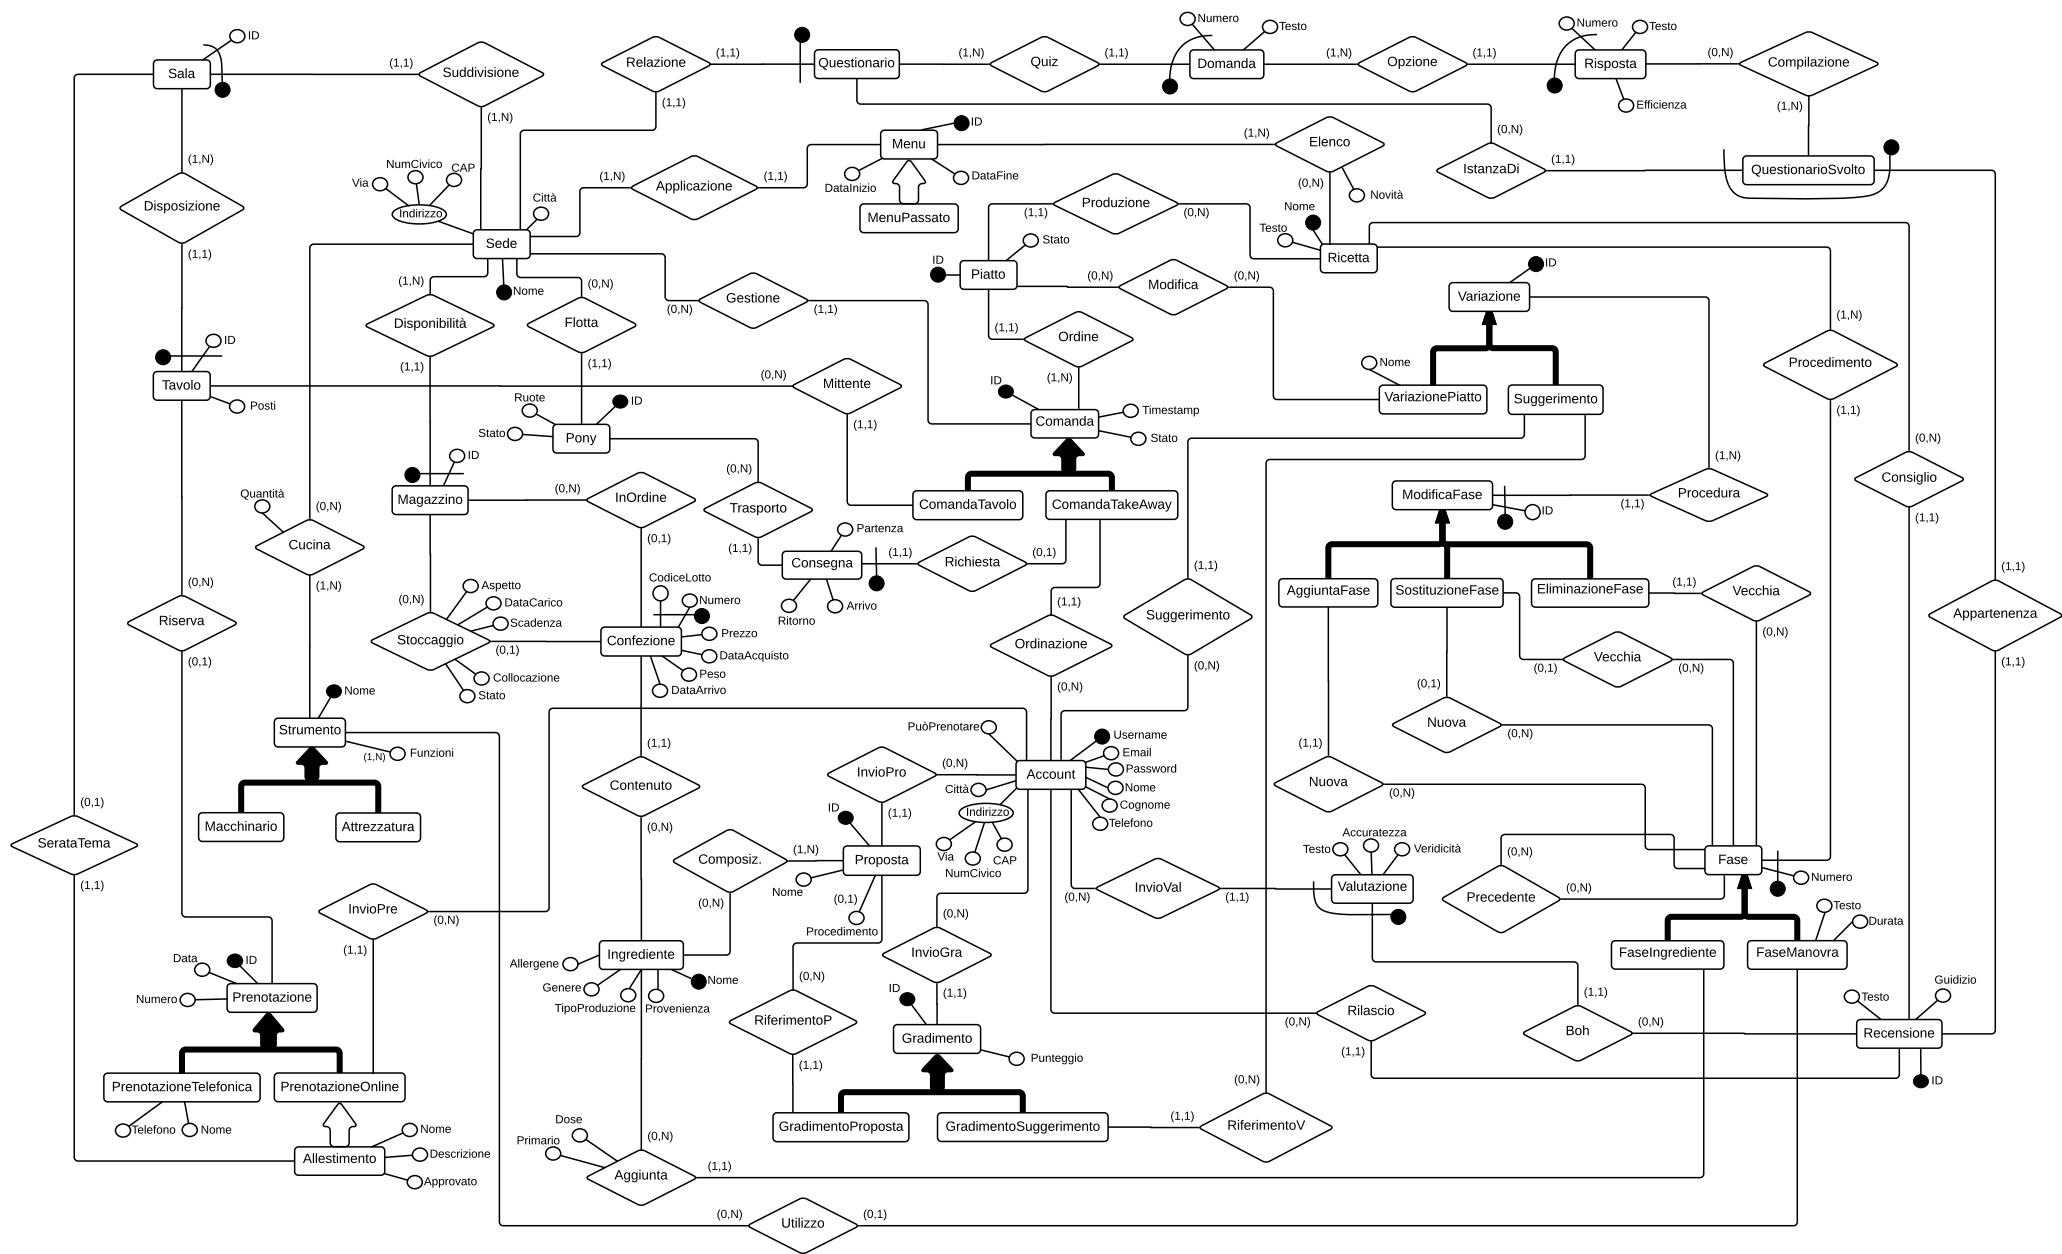 ID
Sala
(1,1)
Suddivisione
(1,N)
Relazione
(1,1)
(1,1)
Questionario
(1,N)
Quiz
(1,1)
Numero
Testo
Domanda
(1,N)
Opzione
(1,1)
Numero
Testo
Risposta
Efficienza
(0,N)
Compilazione
(1,N)
(0,N)
IstanzaDi
(1,1)
QuestionarioSvolto
Menu
ID
DataInizio
DataFine
MenuPassato
(1,N)
Applicazione
(1,1)
(1,N)
Elenco
(0,N)
Novità
(1,N)
Disposizione
(1,1)
NumCivico
CAP
Via
Indirizzo
Città
Sede
Nome
(1,1)
Produzione
(0,N)
Nome
Testo
Ricetta
Stato
ID
Piatto
(0,N)
Modifica
(0,N)
ID
Variazione
(1,N)
Disponibilità
(1,1)
(0,N)
Flotta
(1,1)
(0,N)
Gestione
(1,1)
(1,1)
Ordine
(1,N)
Nome
VariazionePiatto
Suggerimento
(1,N)
Procedimento
(1,1)
ID
Tavolo
Posti
(0,N)
Mittente
(1,1)
Ruote
ID
Stato
Pony
ID
Comanda
Timestamp
Stato
ComandaTavolo
ComandaTakeAway
(0,N)
Consiglio
(1,1)
(1,N)
Procedura
(1,1)
ModificaFase
ID
ID
Magazzino
(0,N)
InOrdine
(0,1)
(0,N)
Trasporto
(1,1)
Quantità
(0,N)
Cucina
(1,N)
Partenza
Consegna
Ritorno
Arrivo
(1,1)
Richiesta
(0,1)
AggiuntaFase
SostituzioneFase
EliminazioneFase
(1,1)
Vecchia
(0,N)
(0,N)
Riserva
(0,1)
(0,N)
Aspetto
DataCarico
Scadenza
Stoccaggio
(0,1)
Collocazione
Stato
CodiceLotto
Numero
Confezione
Prezzo
DataAcquisto
Peso
DataArrivo
(1,1)
Ordinazione
(0,N)
(1,1)
Suggerimento
(0,N)
(0,1)
Vecchia
(0,N)
(1,1)
Appartenenza
(1,1)
(0,1)
Nuova
(0,N)
Nome
Strumento
(1,N)
Funzioni
Macchinario
Attrezzatura
(1,1)
Contenuto
(0,N)
InvioPro
(0,N)
(1,1)
PuòPrenotare
Account
Username
Email
Password
Nome
Cognome
Telefono
Città
Indirizzo
Via
NumCivico
CAP
(1,1)
Nuova
(0,N)
(0,1)
SerataTema
(1,1)
ID
Composiz.
(1,N)
Proposta
Nome
(0,1)
Procedimento
(0,N)
(0,N)
InvioVal
(1,1)
Accuratezza
Testo
Veridicità
Valutazione
(0,N)
Precedente
(0,N)
Fase
Numero
InvioPre
(0,N)
(1,1)
Testo
Durata
FaseIngrediente
FaseManovra
Data
ID
Numero
Prenotazione
Allergene
Ingrediente
Genere
TipoProduzione
Provenienza
Nome
(0,N)
InvioGra
(1,1)
(0,N)
RiferimentoP
(1,1)
ID
Gradimento
Punteggio
Rilascio
(0,N)
(1,1)
(1,1)
Boh
(0,N)
Testo
Guidizio
Recensione
ID
PrenotazioneTelefonica
PrenotazioneOnline
Telefono
Nome
Allestimento
Nome
Descrizione
Approvato
GradimentoProposta
GradimentoSuggerimento
(1,1)
(0,N)
RiferimentoV
Dose
Primario
(0,N)
Aggiunta
(1,1)
(0,N)
Utilizzo
(0,1)